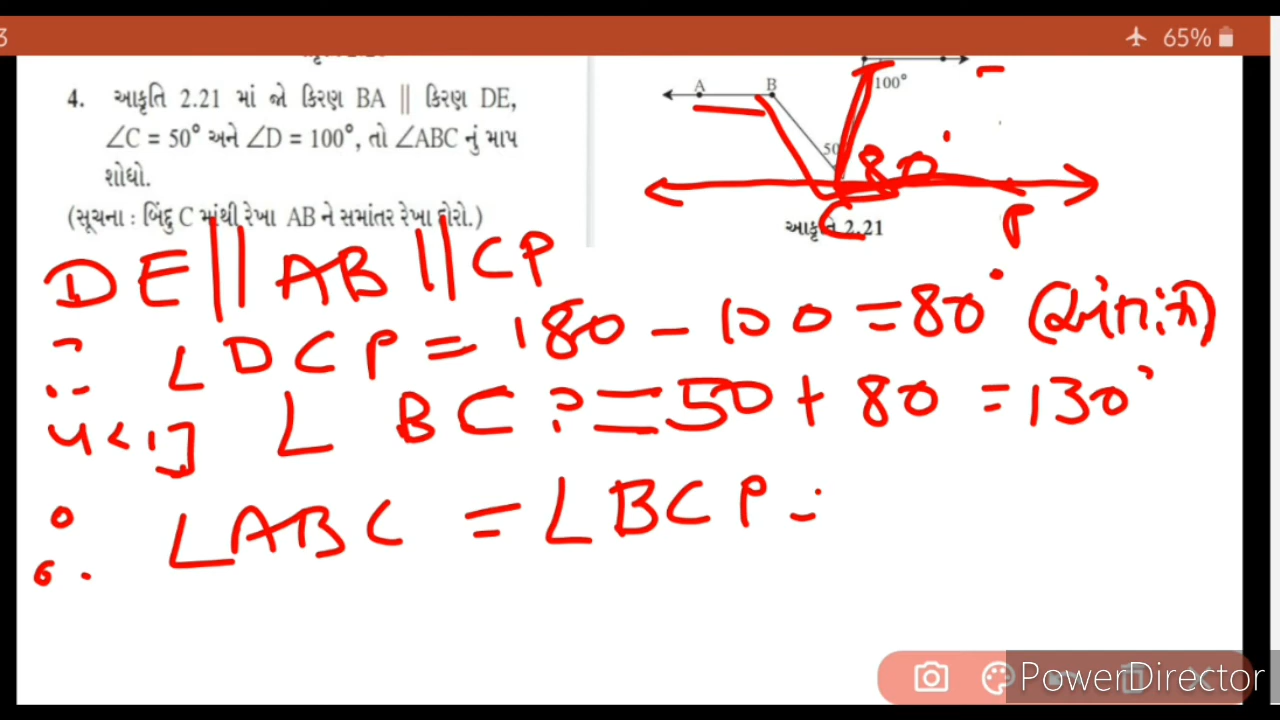 3
65%
4. આકૃતિ 2.21 માં જો કિરણ BA || કિરણ DE,
∠C = 50° અને ∠D = 100°, તો ∠ABC નું માપ
શોધો.
(સૂચના : બિંદુ C માંથી રેખા AB ને સમાંતર રેખા દોરો.)
A B 100°
50
80°
C P
આકૃતિ 2.21
DE || AB || CP
∴ ∠DCP = 180 - 100 = 80°
∠BCP = 50 + 80 = 130°
∴ ∠ABC = ∠BCP =
PowerDirector